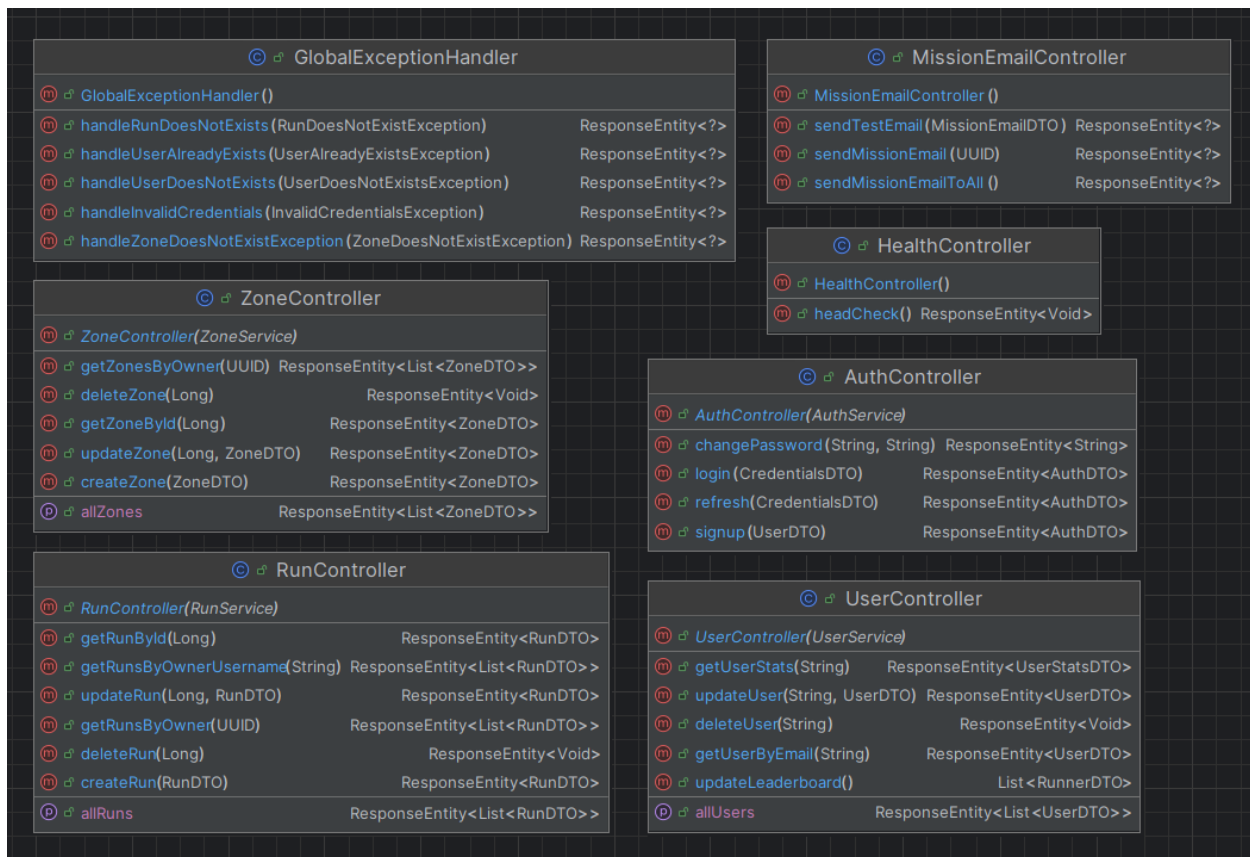 GlobalExceptionHandler
GlobalExceptionHandler()
handleRunDoesNotExists(RunDoesNotExistException) ResponseEntity<?>
handleUserAlreadyExists(UserAlreadyExistsException) ResponseEntity<?>
handleUserDoesNotExists(UserDoesNotExistsException) ResponseEntity<?>
handleInvalidCredentials(InvalidCredentialsException) ResponseEntity<?>
handleZoneDoesNotExistException(ZoneDoesNotExistException) ResponseEntity<?>
MissionEmailController
MissionEmailController()
sendTestEmail(MissionEmailDTO) ResponseEntity<?>
sendMissionEmail(UUID) ResponseEntity<?>
sendMissionEmailToAll() ResponseEntity<?>
HealthController
HealthController()
headCheck() ResponseEntity<Void>
ZoneController
ZoneController(ZoneService)
getZonesByOwner(UUID) ResponseEntity<List<ZoneDTO>>
deleteZone(Long) ResponseEntity<Void>
getZoneById(Long) ResponseEntity<ZoneDTO>
updateZone(Long, ZoneDTO) ResponseEntity<ZoneDTO>
createZone(ZoneDTO) ResponseEntity<ZoneDTO>
allZones ResponseEntity<List<ZoneDTO>>
AuthController
AuthController(AuthService)
changePassword(String, String) ResponseEntity<String>
login(CredentialsDTO) ResponseEntity<AuthDTO>
refresh(CredentialsDTO) ResponseEntity<AuthDTO>
signup(UserDTO) ResponseEntity<AuthDTO>
RunController
RunController(RunService)
getRunById(Long) ResponseEntity<RunDTO>
getRunsByOwnerUsername(String) ResponseEntity<List<RunDTO>>
updateRun(Long, RunDTO) ResponseEntity<RunDTO>
getRunsByOwner(UUID) ResponseEntity<List<RunDTO>>
deleteRun(Long) ResponseEntity<Void>
createRun(RunDTO) ResponseEntity<RunDTO>
allRuns ResponseEntity<List<RunDTO>>
UserController
UserController(UserService)
getUserStats(String) ResponseEntity<UserStatsDTO>
updateUser(String, UserDTO) ResponseEntity<UserDTO>
deleteUser(String) ResponseEntity<Void>
getUserByEmail(String) ResponseEntity<UserDTO>
updateLeaderboard() List<RunnerDTO>
allUsers ResponseEntity<List<UserDTO>>